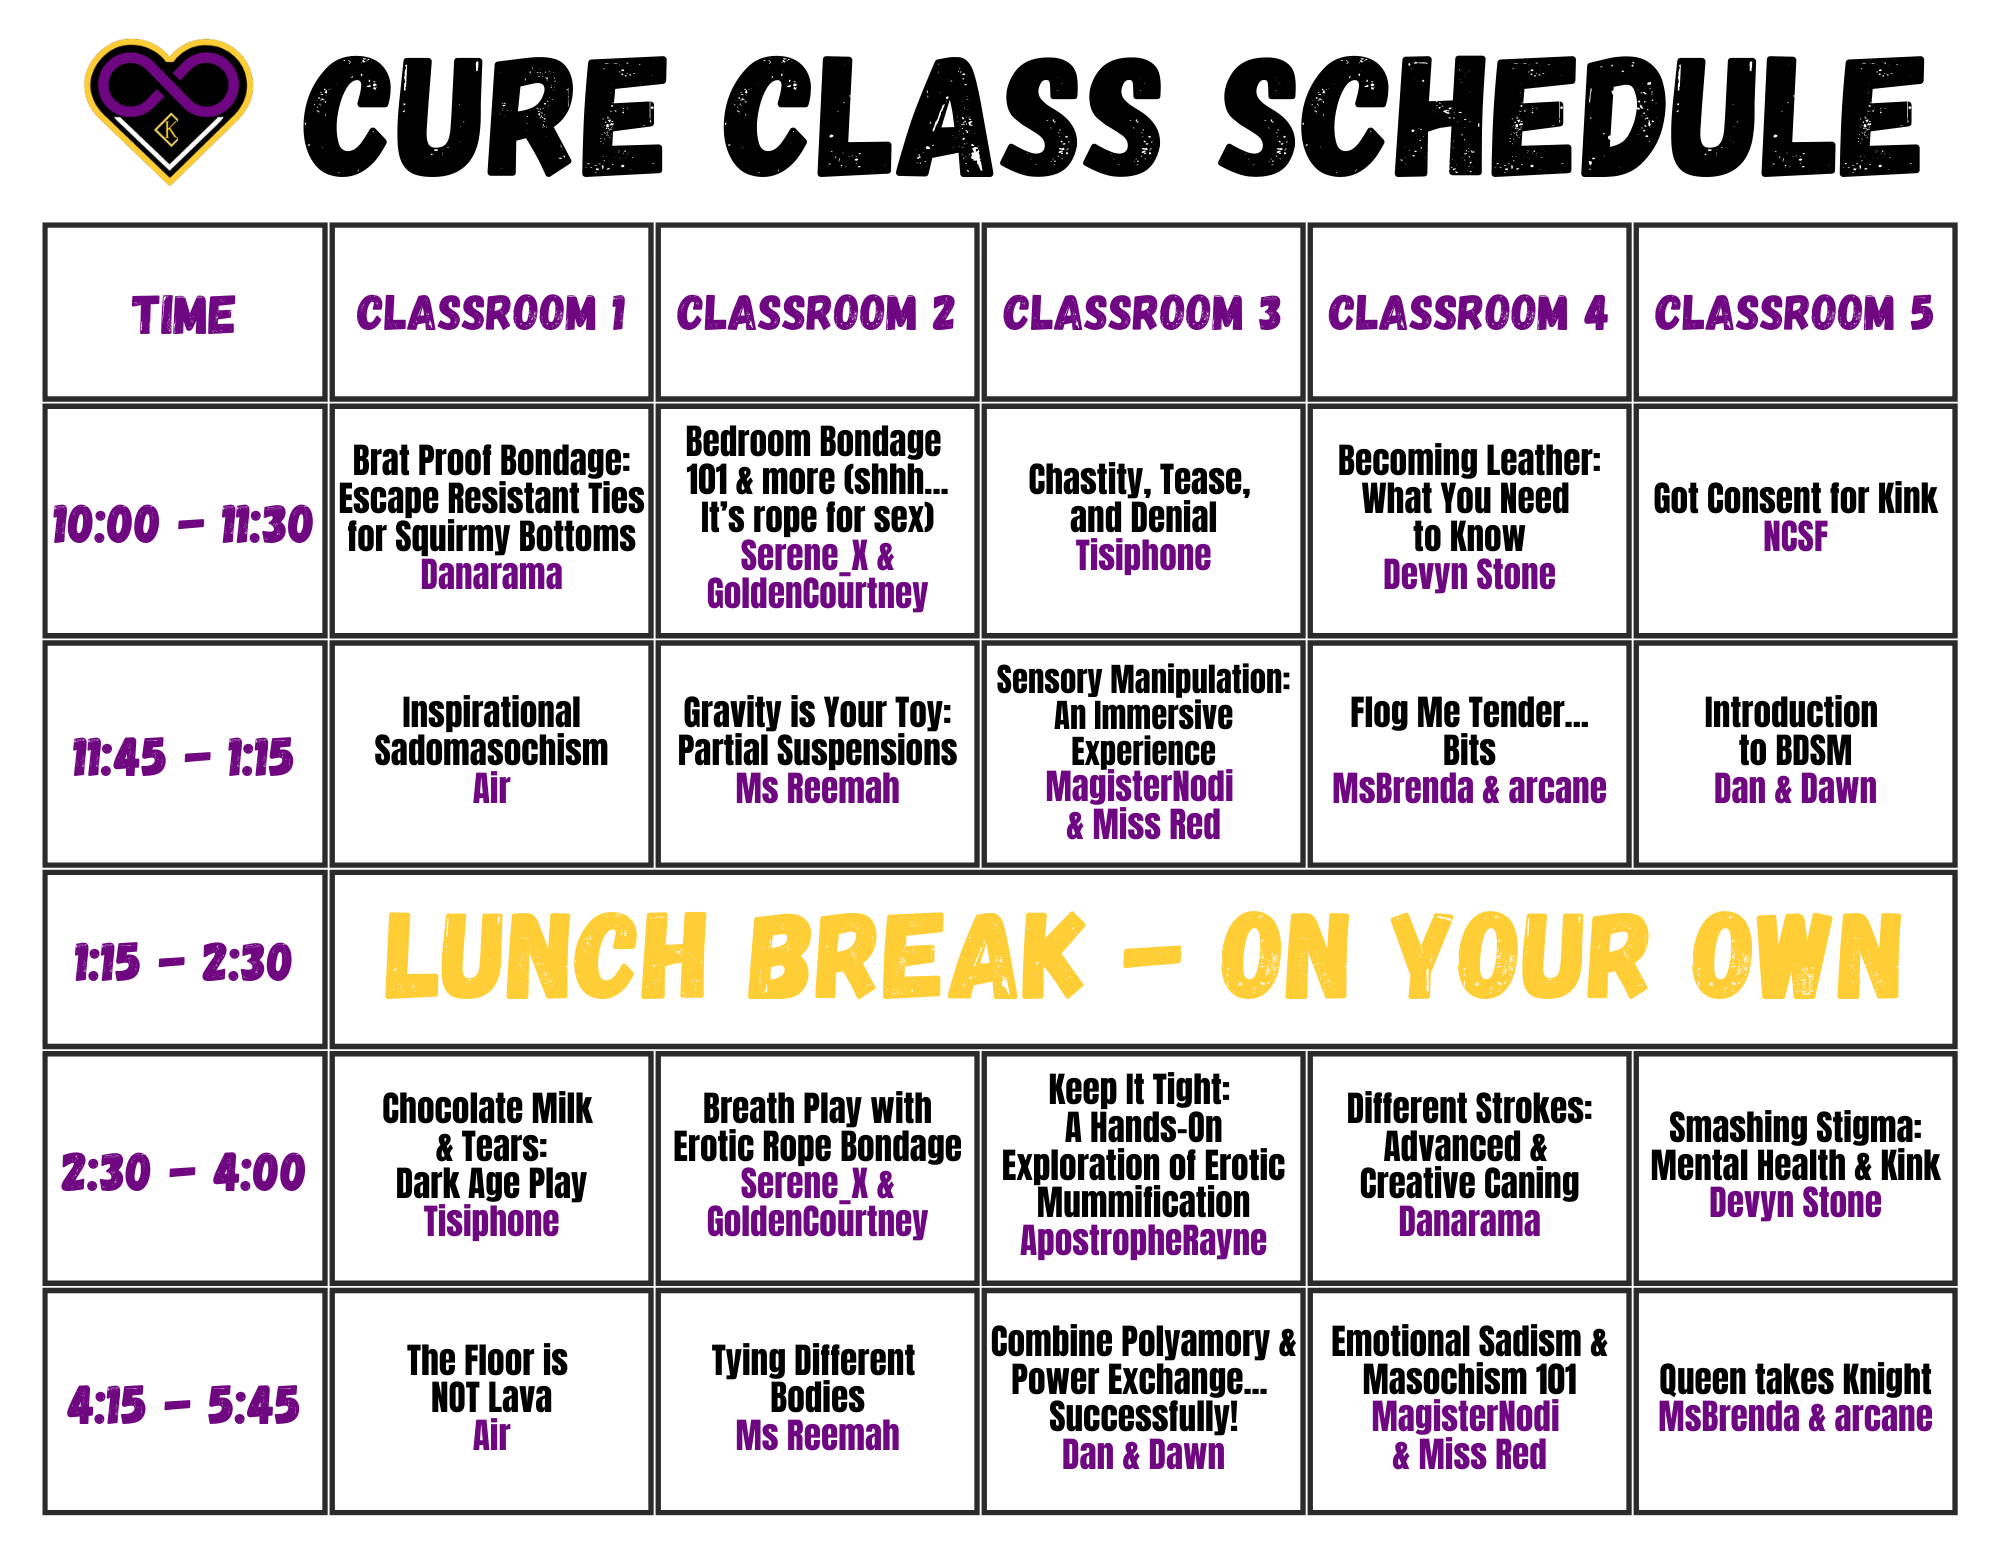 K
CURE CLASS SCHEDULE
TIME
CLASSROOM 1
CLASSROOM 2
CLASSROOM 3
CLASSROOM 4
CLASSROOM 5
10:00 – 11:30
Brat Proof Bondage:
Escape Resistant Ties
for Squirmy Bottoms
Danarama
Bedroom Bondage
101 & more (shhh...
It's rope for sex)
Serene_X &
GoldenCourtney
Chastity, Tease,
and Denial
Tisiphone
Becoming Leather:
What You Need
to Know
Devyn Stone
Got Consent for Kink
NCSF
11:45 – 1:15
Inspirational
Sadomasochism
Air
Gravity is Your Toy:
Partial Suspensions
Ms Reemah
Sensory Manipulation:
An Immersive
Experience
MagisterNodi
& Miss Red
Flog Me Tender...
Bits
MsBrenda & arcane
Introduction
to BDSM
Dan & Dawn
1:15 – 2:30
LUNCH BREAK – ON YOUR OWN
2:30 – 4:00
Chocolate Milk
& Tears:
Dark Age Play
Tisiphone
Breath Play with
Erotic Rope Bondage
Serene_X &
GoldenCourtney
Keep It Tight:
A Hands-On
Exploration of Erotic
Mummification
ApostropheRayne
Different Strokes:
Advanced &
Creative Caning
Danarama
Smashing Stigma:
Mental Health & Kink
Devyn Stone
4:15 – 5:45
The Floor is
NOT Lava
Air
Tying Different
Bodies
Ms Reemah
Combine Polyamory &
Power Exchange...
Successfully!
Dan & Dawn
Emotional Sadism &
Masochism 101
MagisterNodi
& Miss Red
Queen takes Knight
MsBrenda & arcane